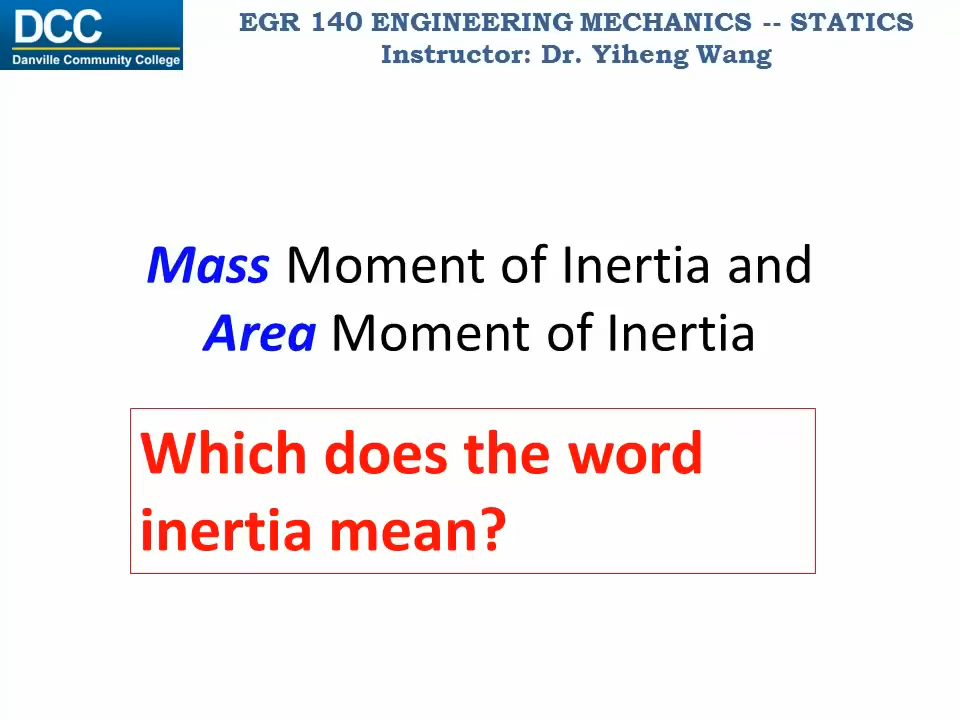 DCC
Danville Community College
EGR 140 ENGINEERING MECHANICS -- STATICS
Instructor: Dr. Yiheng Wang
Mass Moment of Inertia and
Area Moment of Inertia
Which does the word
inertia mean?